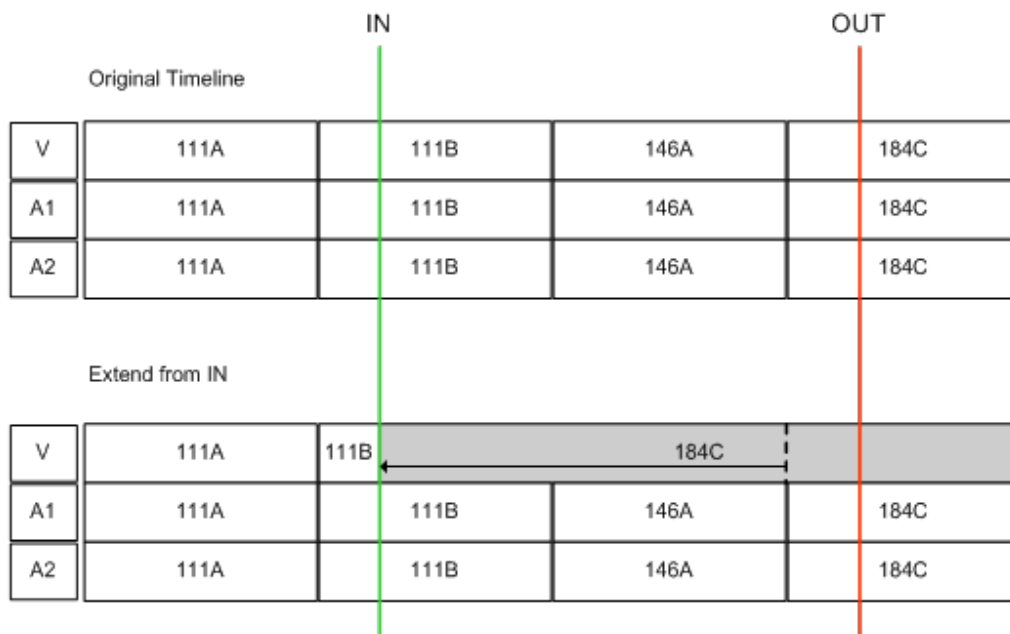 IN OUT
Original Timeline
V 111A 111B 146A 184C
A1 111A 111B 146A 184C
A2 111A 111B 146A 184C
Extend from IN
V 111A 111B 184C
A1 111A 111B 146A 184C
A2 111A 111B 146A 184C